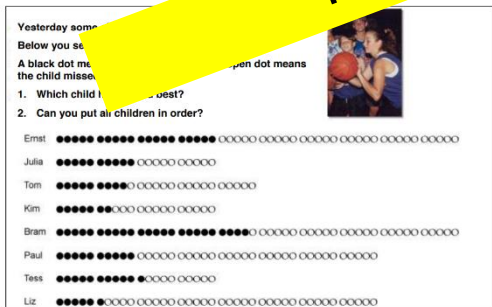 Yesterday some
Below you se
A black dot me pen dot means
the child misse
1. Which child best?
2. Can you put all children in order?
Ernst
Julia
Tom
Kim
Bram
Paul
Tess
Liz